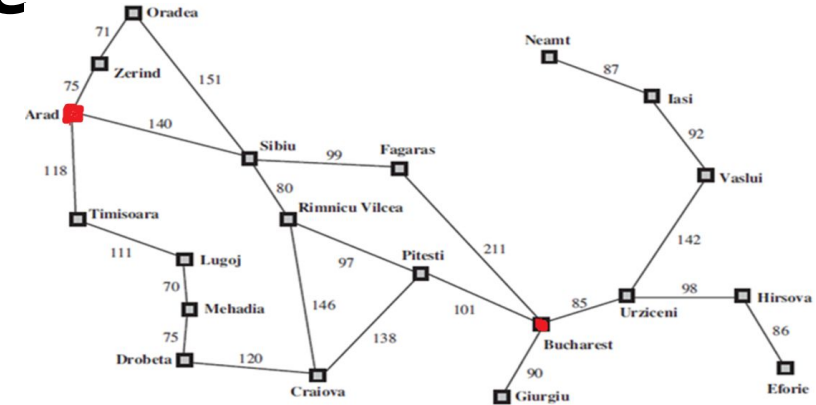 Oradea
71
Neamt
87
Zerind
151
75
Iasi
Arad
140
92
Sibiu
99
Fagaras
118
80
Vaslui
Rimnicu Vilcea
Timisoara
211
142
111
Lugoj
97
Pitesti
70
98
Mehadia
146
101
85
Hirsova
Urziceni
75
138
86
Bucharest
Drobeta
120
90
Craiova
Eforie
Giurgiu